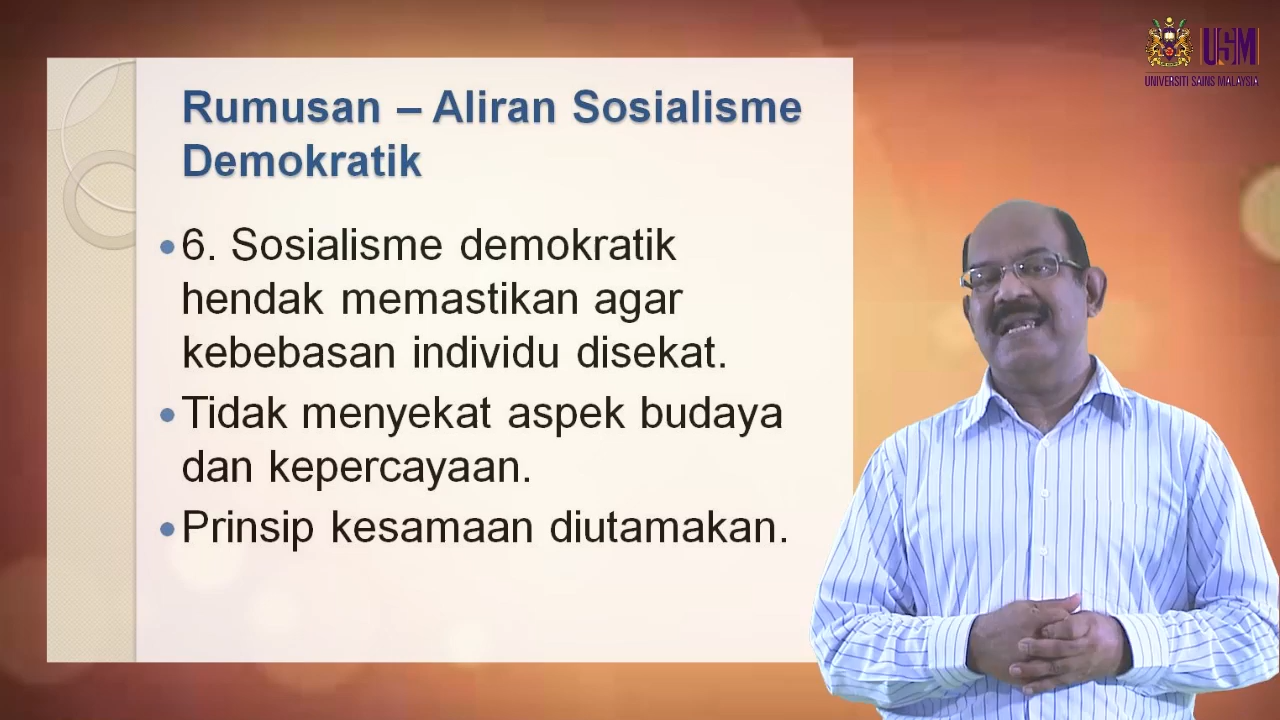 USM
UNIVERSITI SAINS MALAYSIA
Rumusan – Aliran Sosialisme
Demokratik
• 6. Sosialisme demokratik
hendak memastikan agar
kebebasan individu disekat.
• Tidak menyekat aspek budaya
dan kepercayaan.
• Prinsip kesamaan diutamakan.